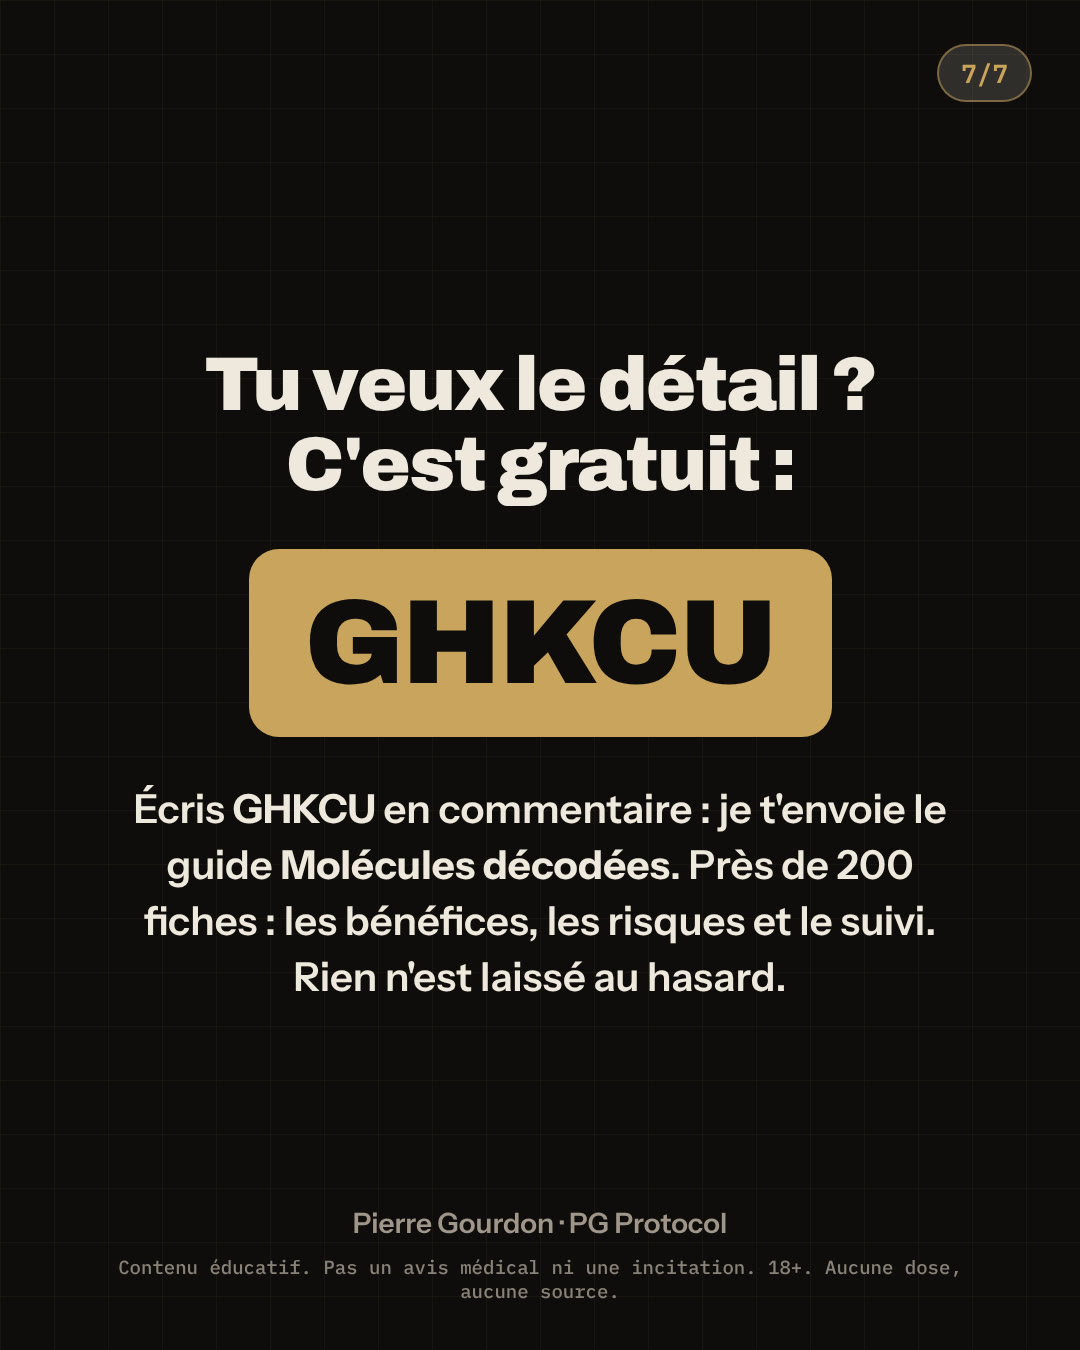 7/7
Tu veux le détail ?
C'est gratuit :
GHKCU
Écris GHKCU en commentaire : je t'envoie le
guide Molécules décodées. Près de 200
fiches : les bénéfices, les risques et le suivi.
Rien n'est laissé au hasard.
Pierre Gourdon · PG Protocol
Contenu éducatif. Pas un avis médical ni une incitation. 18+. Aucune dose,
aucune source.